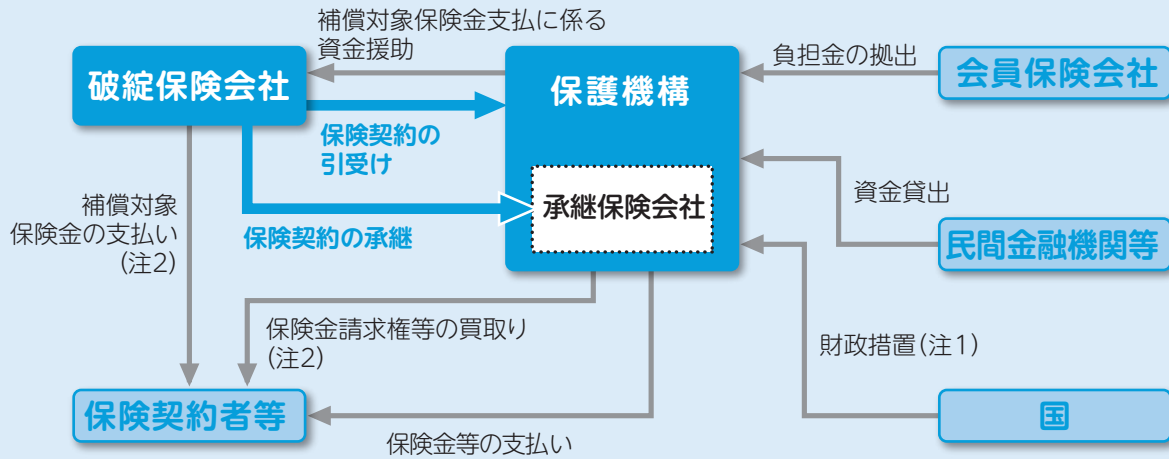 補償対象保険金支払に係る
資金援助
破綻保険会社
保護機構
負担金の拠出
会員保険会社
保険契約の
引受け
承継保険会社
保険契約の承継
補償対象
保険金の支払い
(注2)
資金貸出
民間金融機関等
保険金請求権等の買取り
(注2)
財政措置(注1)
保険契約者等
保険金等の支払い
国